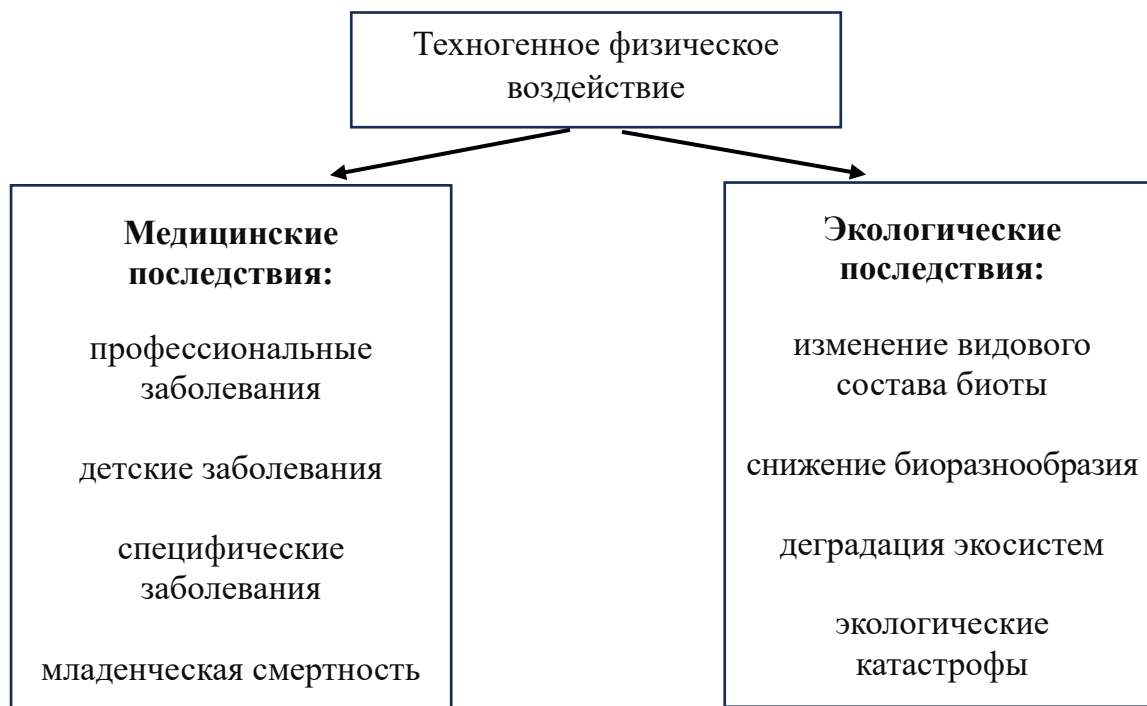 Техногенное физическое
воздействие
Медицинские
последствия:
профессиональные
заболевания
детские заболевания
специфические
заболевания
младенческая смертность
Экологические
последствия:
изменение видового
состава биоты
снижение биоразнообразия
деградация экосистем
экологические
катастрофы